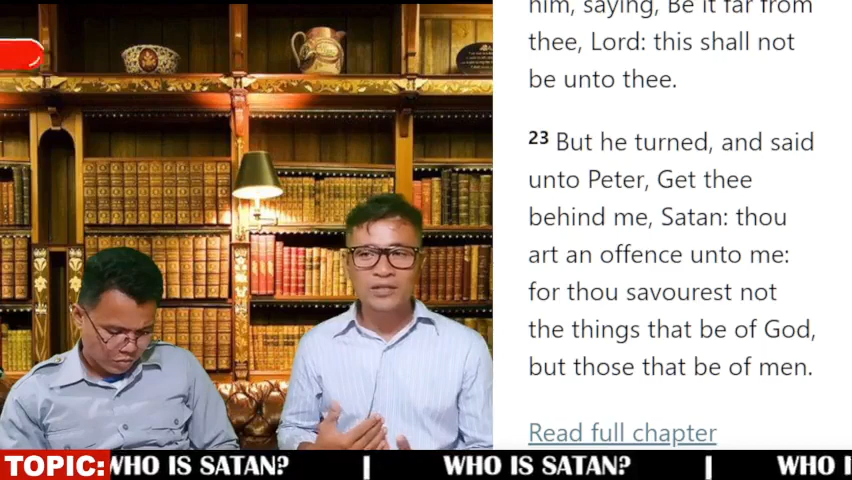 him, saying, Be it far from
thee, Lord: this shall not
be unto thee.
23 But he turned, and said
unto Peter, Get thee
behind me, Satan: thou
art an offence unto me:
for thou savourest not
the things that be of God,
but those that be of men.
Read full chapter
TOPIC: WHO IS SATAN? | WHO IS SATAN? | WHO I